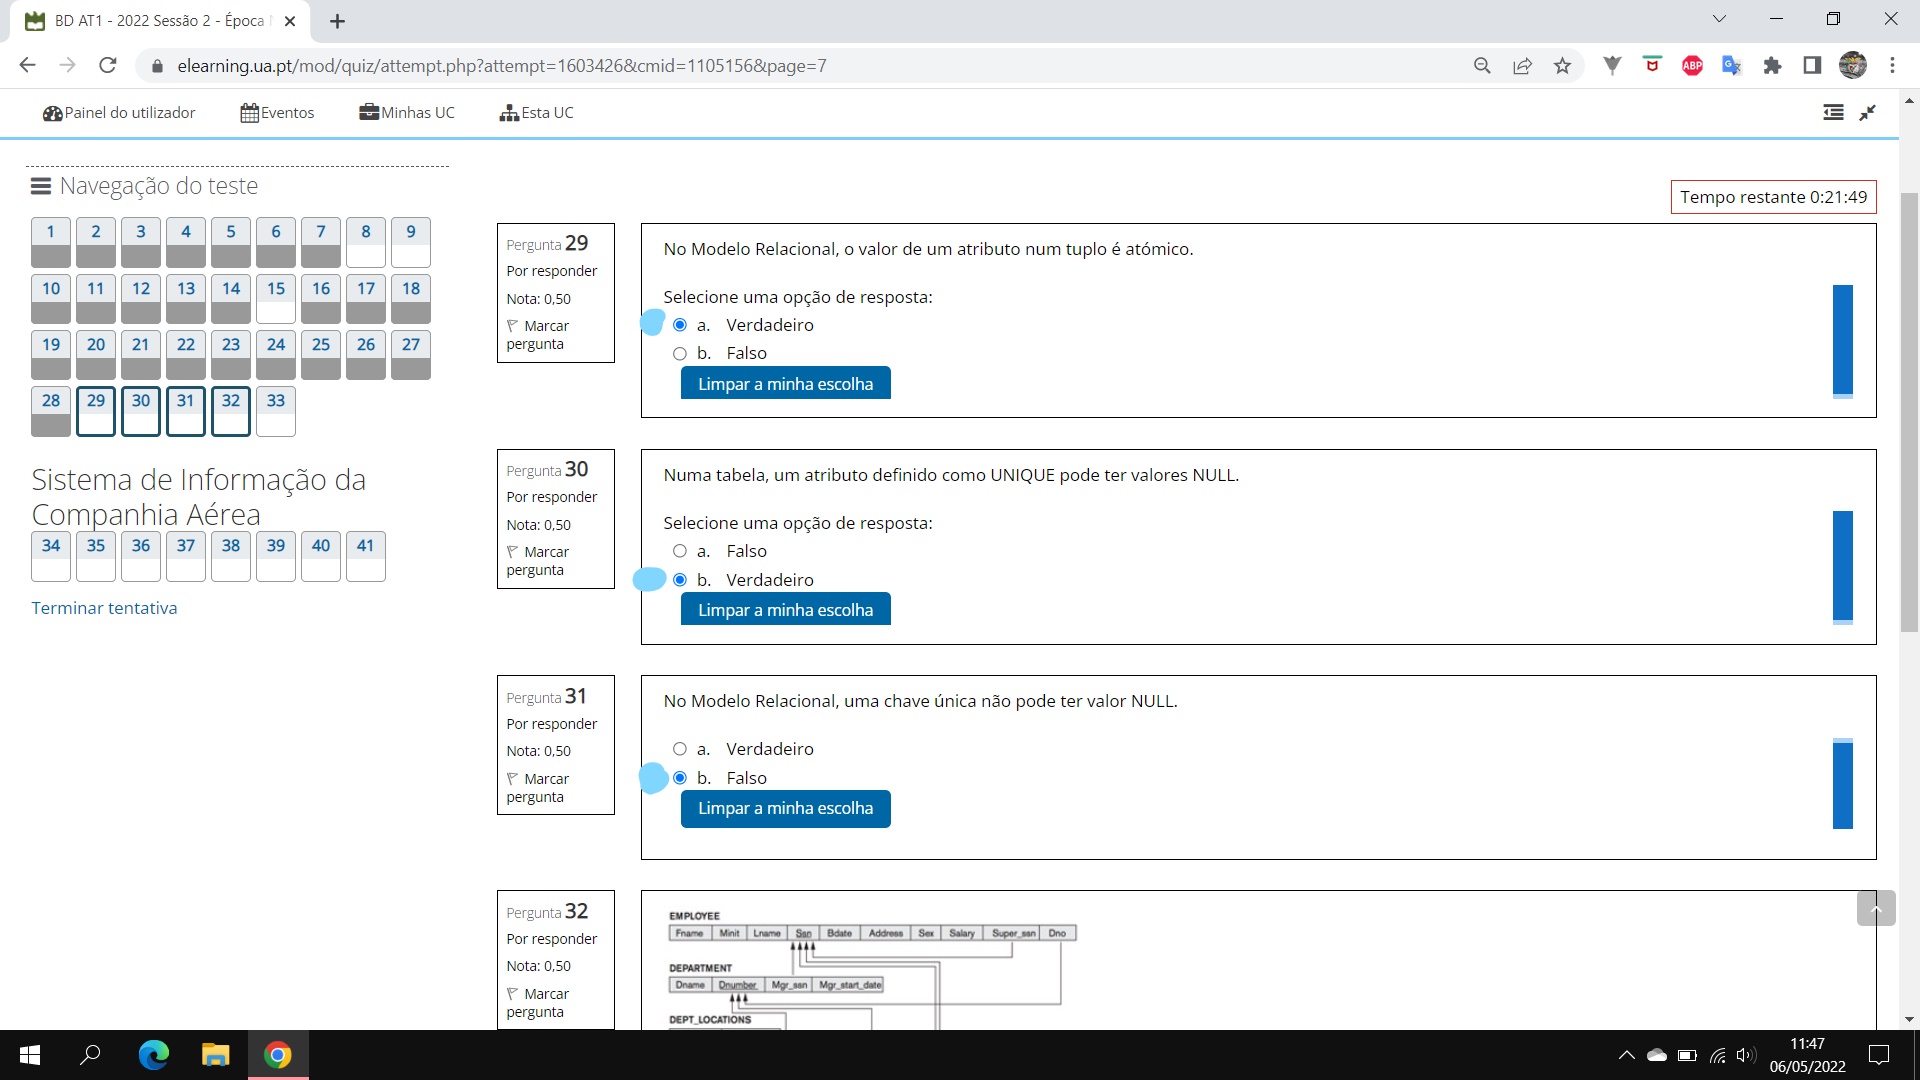 BD AT1 - 2022 Sessão 2 - Época
elearning.ua.pt/mod/quiz/attempt.php?attempt=1603426&cmid=1105156&page=7
ABP
Painel do utilizador
Eventos
Minhas UC
Esta UC
Navegação do teste
1 2 3 4 5 6 7 8 9
10 11 12 13 14 15 16 17 18
19 20 21 22 23 24 25 26 27
28 29 30 31 32 33
Sistema de Informação da
Companhia Aérea
34 35 36 37 38 39 40 41
Terminar tentativa
Tempo restante 0:21:49
Pergunta 29
Por responder
Nota: 0,50
Marcar
pergunta
No Modelo Relacional, o valor de um atributo num tuplo é atómico.
Selecione uma opção de resposta:
a. Verdadeiro
b. Falso
Limpar a minha escolha
Pergunta 30
Por responder
Nota: 0,50
Marcar
pergunta
Numa tabela, um atributo definido como UNIQUE pode ter valores NULL.
Selecione uma opção de resposta:
a. Falso
b. Verdadeiro
Limpar a minha escolha
Pergunta 31
Por responder
Nota: 0,50
Marcar
pergunta
No Modelo Relacional, uma chave única não pode ter valor NULL.
a. Verdadeiro
b. Falso
Limpar a minha escolha
Pergunta 32
Por responder
Nota: 0,50
Marcar
pergunta
EMPLOYEE
Fname Minit Lname Ssn Bdate Address Sex Salary Super_ssn Dno
DEPARTMENT
Dname Dnumber Mgr_ssn Mgr_start_date
DEPT_LOCATIONS
11:47
06/05/2022